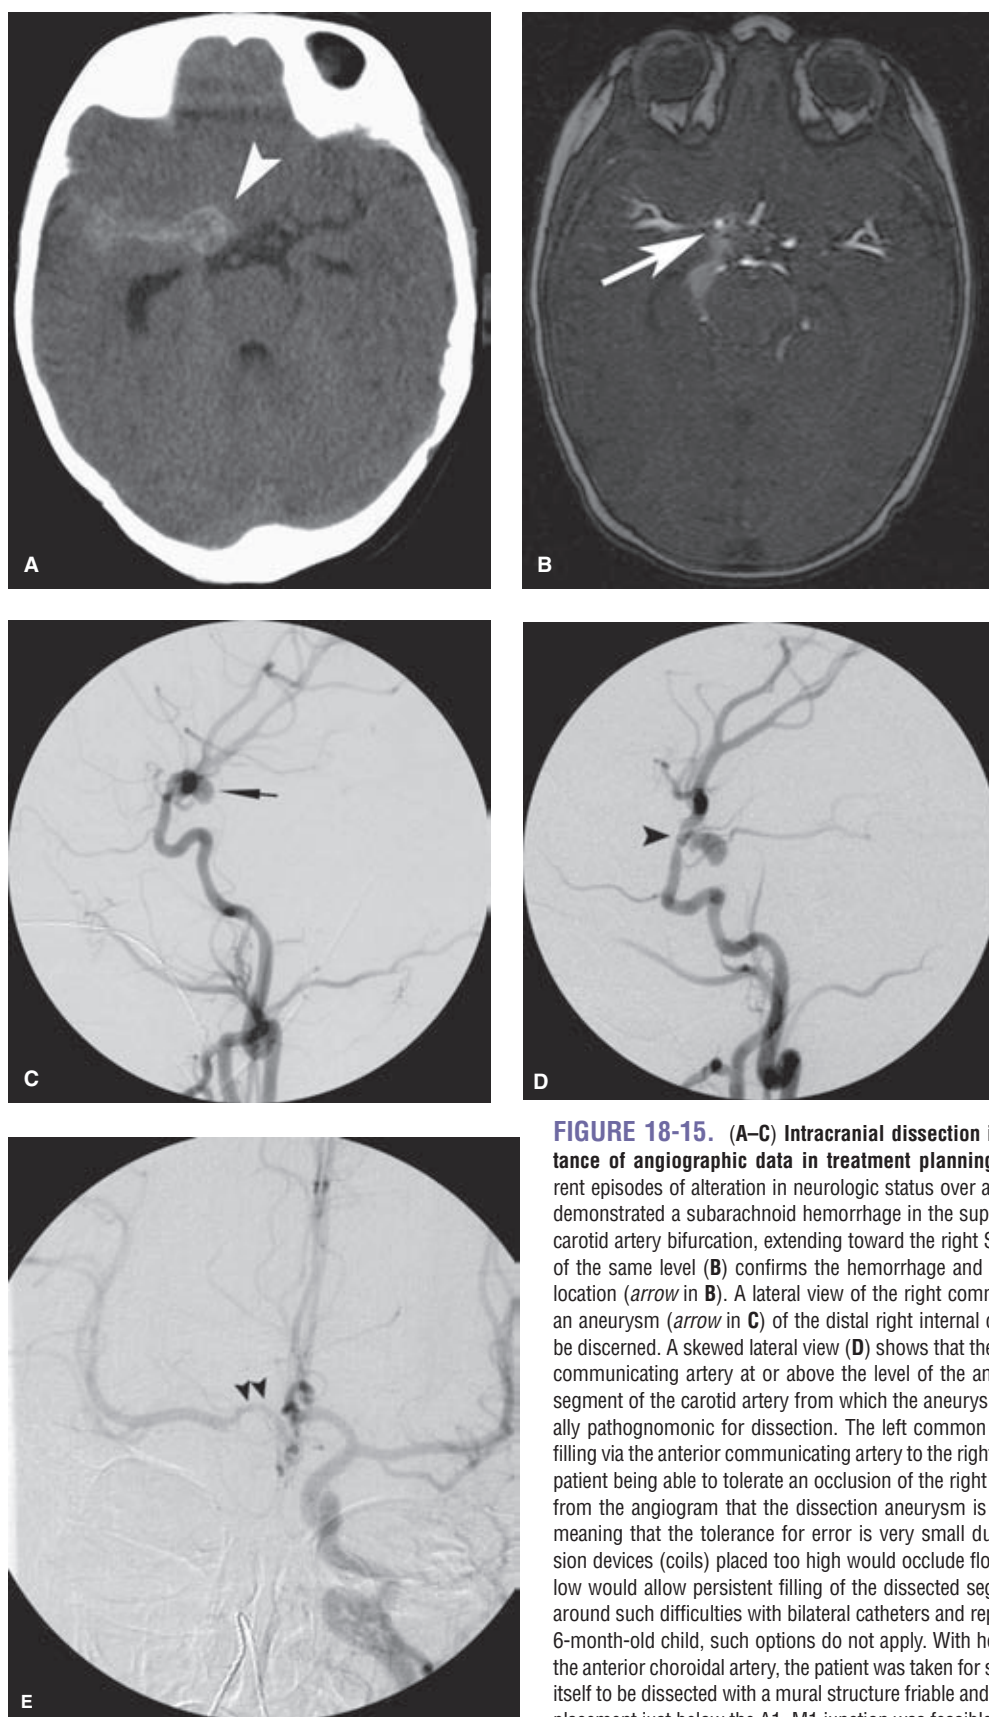 A
B
C
D
E
FIGURE 18-15. (A–C) Intracranial dissection
tance of angiographic data in treatment planning
rent episodes of alteration in neurologic status over a
demonstrated a subarachnoid hemorrhage in the
carotid artery bifurcation, extending toward the right
of the same level (B) confirms the hemorrhage and
location (arrow in B). A lateral view of the right
an aneurysm (arrow in C) of the distal right internal
be discerned. A skewed lateral view (D) shows that
communicating artery at or above the level of the
segment of the carotid artery from which the
ally pathognomonic for dissection. The left common
filling via the anterior communicating artery to the right
patient being able to tolerate an occlusion of the right
from the angiogram that the dissection aneurysm is
meaning that the tolerance for error is very small
sion devices (coils) placed too high would occlude
low would allow persistent filling of the dissected
around such difficulties with bilateral catheters and
6-month-old child, such options do not apply. With
the anterior choroidal artery, the patient was taken for
itself to be dissected with a mural structure friable and
placement just below the A1–M1 junction was feasible